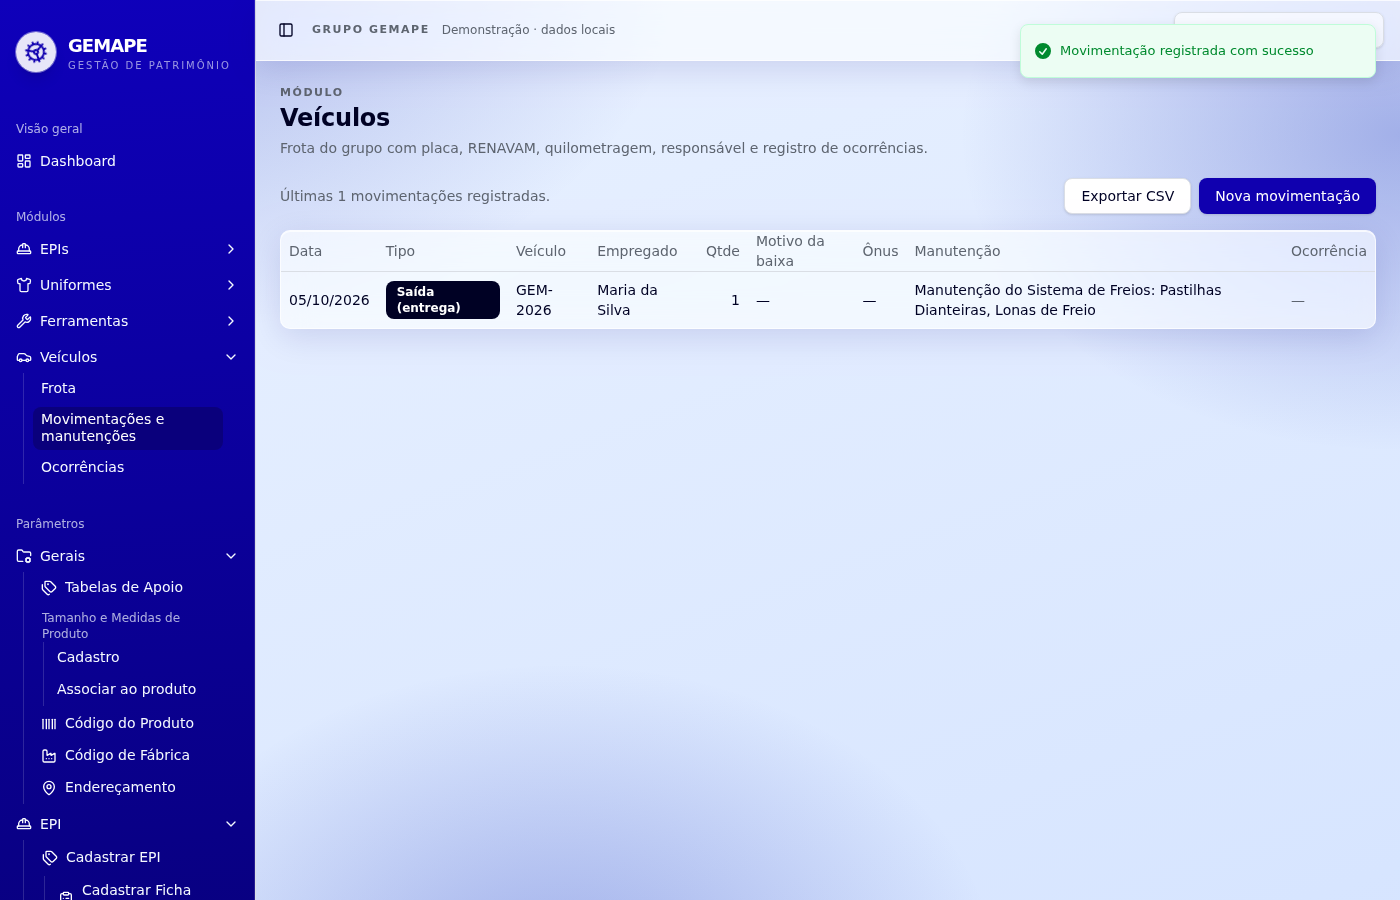 GEMAPE
GESTÃO DE PATRIMÔNIO
Visão geral
Dashboard
Módulos
EPIs
Uniformes
Ferramentas
Veículos
Frota
Movimentações e
manutenções
Ocorrências
Parâmetros
Gerais
Tabelas de Apoio
Tamanho e Medidas de
Produto
Cadastro
Associar ao produto
Código do Produto
Código de Fábrica
Endereçamento
EPI
Cadastrar EPI
Cadastrar Ficha
GRUPO GEMAPE Demonstração · dados locais
Movimentação registrada com sucesso
MÓDULO
Veículos
Frota do grupo com placa, RENAVAM, quilometragem, responsável e registro de ocorrências.
Últimas 1 movimentações registradas.
Exportar CSV
Nova movimentação
Data
Tipo
Veículo
Empregado
Qtde
Motivo da
baixa
Ônus
Manutenção
Ocorrência
05/10/2026
Saída
(entrega)
GEM-
2026
Maria da
Silva
1
—
—
Manutenção do Sistema de Freios: Pastilhas
Dianteiras, Lonas de Freio
—